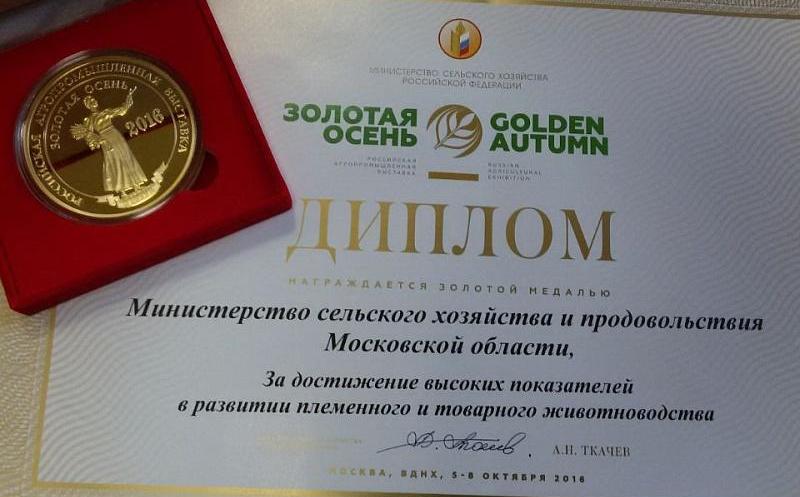 РОССИЙСКАЯ АГРОПРОМЫШЛЕННАЯ ВЫСТАВКА
ЗОЛОТАЯ ОСЕНЬ
2016
МИНИСТЕРСТВО СЕЛЬСКОГО ХОЗЯЙСТВА
РОССИЙСКОЙ ФЕДЕРАЦИИ
ЗОЛОТАЯ
ОСЕНЬ
РОССИЙСКАЯ
АГРОПРОМЫШЛЕННАЯ
ВЫСТАВКА
GOLDEN
AUTUMN
RUSSIAN
AGRICULTURAL
EXHIBITION
ДИПЛОМ
НАГРАЖДАЕТСЯ ЗОЛОТОЙ МЕДАЛЬЮ
Министерство сельского хозяйства и продовольствия
Московской области,
За достижение высоких показателей
в развитии племенного и товарного животноводства
А.Н. ТКАЧЕВ
МОСКВА, ВДНХ, 5-8 ОКТЯБРЯ 2016